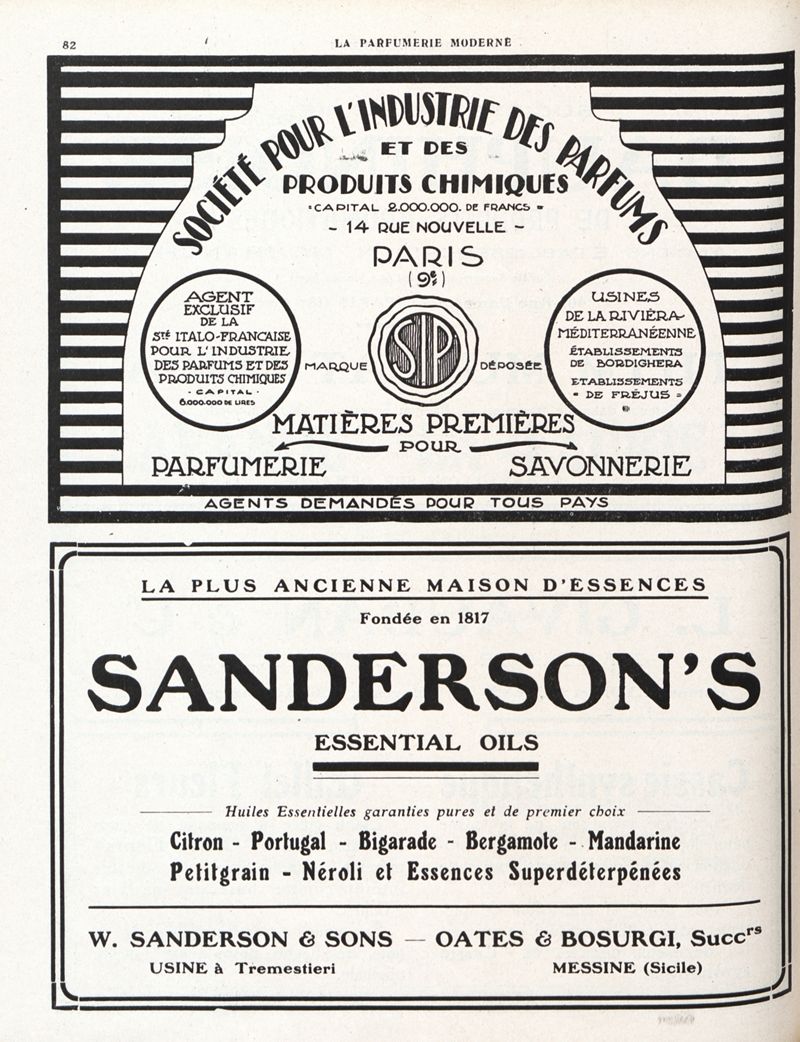 82
LA PARFUMERIE MODERNE
SOCIÉTÉ POUR L'INDUSTRIE DES PARFUMS
ET DES
PRODUITS CHIMIQUES
CAPITAL 2.000.000. DE FRANCS
- 14 RUE NOUVELLE -
PARIS
(9e)
AGENT
EXCLUSIF
DE LA
Sté ITALO-FRANCAISE
POUR L'INDUSTRIE
DES PARFUMS ET DES
PRODUITS CHIMIQUES
- CAPITAL -
6.000.000 DE LIRES
MARQUE
SIP
DÉPOSÉE
USINES
DE LA RIVIÈRA-
MÉDITERRANÉENNE
ÉTABLISSEMENTS
DE BORDIGHERA
ETABLISSEMENTS
DE FRÉJUS
MATIÈRES PREMIÈRES
POUR
PARFUMERIE SAVONNERIE
AGENTS DEMANDÉS POUR TOUS PAYS
LA PLUS ANCIENNE MAISON D'ESSENCES
Fondée en 1817
SANDERSON'S
ESSENTIAL OILS
Huiles Essentielles garanties pures et de premier choix
Citron - Portugal - Bigarade - Bergamote - Mandarine
Petitgrain - Néroli et Essences Superdéterpénées
W. SANDERSON & SONS — OATES & BOSURGI, Succrs
USINE à Tremestieri MESSINE (Sicile)